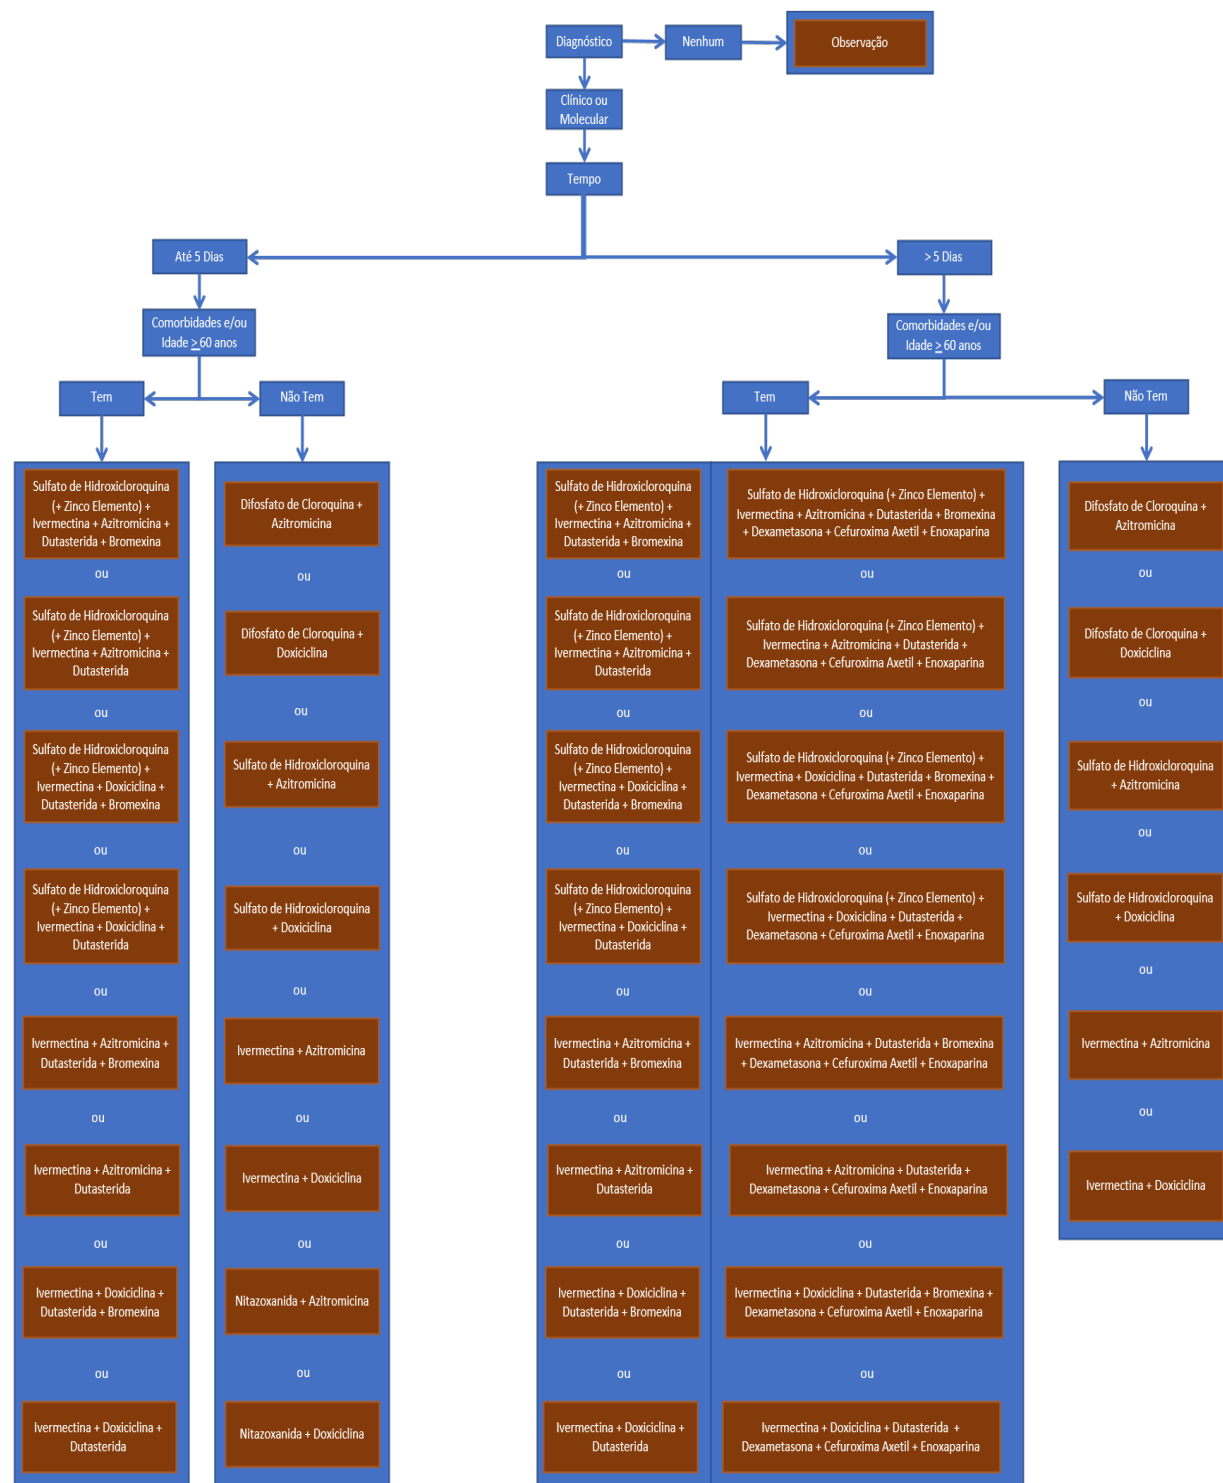 Diagnóstico
Nenhum
Observação
Clínico ou
Molecular
Tempo
Até 5 Dias
> 5 Dias
Comorbidades e/ou
Idade > 60 anos
Comorbidades e/ou
Idade > 60 anos
Tem
Não Tem
Tem
Não Tem
Sulfato de Hidroxicloroquina
(+ Zinco Elemento) +
Ivermectina + Azitromicina +
Dutasterida + Bromexina
ou
Sulfato de Hidroxicloroquina
(+ Zinco Elemento) +
Ivermectina + Azitromicina +
Dutasterida
ou
Sulfato de Hidroxicloroquina
(+ Zinco Elemento) +
Ivermectina + Doxiciclina +
Dutasterida + Bromexina
ou
Sulfato de Hidroxicloroquina
(+ Zinco Elemento) +
Ivermectina + Doxiciclina +
Dutasterida
ou
Ivermectina + Azitromicina +
Dutasterida + Bromexina
ou
Ivermectina + Azitromicina +
Dutasterida
ou
Ivermectina + Doxiciclina +
Dutasterida + Bromexina
ou
Ivermectina + Doxiciclina +
Dutasterida
Difosfato de Cloroquina +
Azitromicina
ou
Difosfato de Cloroquina +
Doxiciclina
ou
Sulfato de Hidroxicloroquina
+ Azitromicina
ou
Sulfato de Hidroxicloroquina
+ Doxiciclina
ou
Ivermectina + Azitromicina
ou
Ivermectina + Doxiciclina
ou
Nitazoxanida + Azitromicina
ou
Nitazoxanida + Doxiciclina
Sulfato de Hidroxicloroquina
(+ Zinco Elemento) +
Ivermectina + Azitromicina +
Dutasterida + Bromexina
ou
Sulfato de Hidroxicloroquina
(+ Zinco Elemento) +
Ivermectina + Azitromicina +
Dutasterida
ou
Sulfato de Hidroxicloroquina
(+ Zinco Elemento) +
Ivermectina + Doxiciclina +
Dutasterida + Bromexina
ou
Sulfato de Hidroxicloroquina
(+ Zinco Elemento) +
Ivermectina + Doxiciclina +
Dutasterida
ou
Ivermectina + Azitromicina +
Dutasterida + Bromexina
ou
Ivermectina + Azitromicina +
Dutasterida
ou
Ivermectina + Doxiciclina +
Dutasterida + Bromexina
ou
Ivermectina + Doxiciclina +
Dutasterida
Sulfato de Hidroxicloroquina (+ Zinco Elemento) +
Ivermectina + Azitromicina + Dutasterida + Bromexina
+ Dexametasona + Cefuroxima Axetil + Enoxaparina
ou
Sulfato de Hidroxicloroquina (+ Zinco Elemento) +
Ivermectina + Azitromicina + Dutasterida +
Dexametasona + Cefuroxima Axetil + Enoxaparina
ou
Sulfato de Hidroxicloroquina (+ Zinco Elemento) +
Ivermectina + Doxiciclina + Dutasterida + Bromexina +
Dexametasona + Cefuroxima Axetil + Enoxaparina
ou
Sulfato de Hidroxicloroquina (+ Zinco Elemento) +
Ivermectina + Doxiciclina + Dutasterida +
Dexametasona + Cefuroxima Axetil + Enoxaparina
ou
Ivermectina + Azitromicina + Dutasterida + Bromexina
+ Dexametasona + Cefuroxima Axetil + Enoxaparina
ou
Ivermectina + Azitromicina + Dutasterida +
Dexametasona + Cefuroxima Axetil + Enoxaparina
ou
Ivermectina + Doxiciclina + Dutasterida + Bromexina +
Dexametasona + Cefuroxima Axetil + Enoxaparina
ou
Ivermectina + Doxiciclina + Dutasterida +
Dexametasona + Cefuroxima Axetil + Enoxaparina
Difosfato de Cloroquina +
Azitromicina
ou
Difosfato de Cloroquina +
Doxiciclina
ou
Sulfato de Hidroxicloroquina
+ Azitromicina
ou
Sulfato de Hidroxicloroquina
+ Doxiciclina
ou
Ivermectina + Azitromicina
ou
Ivermectina + Doxiciclina